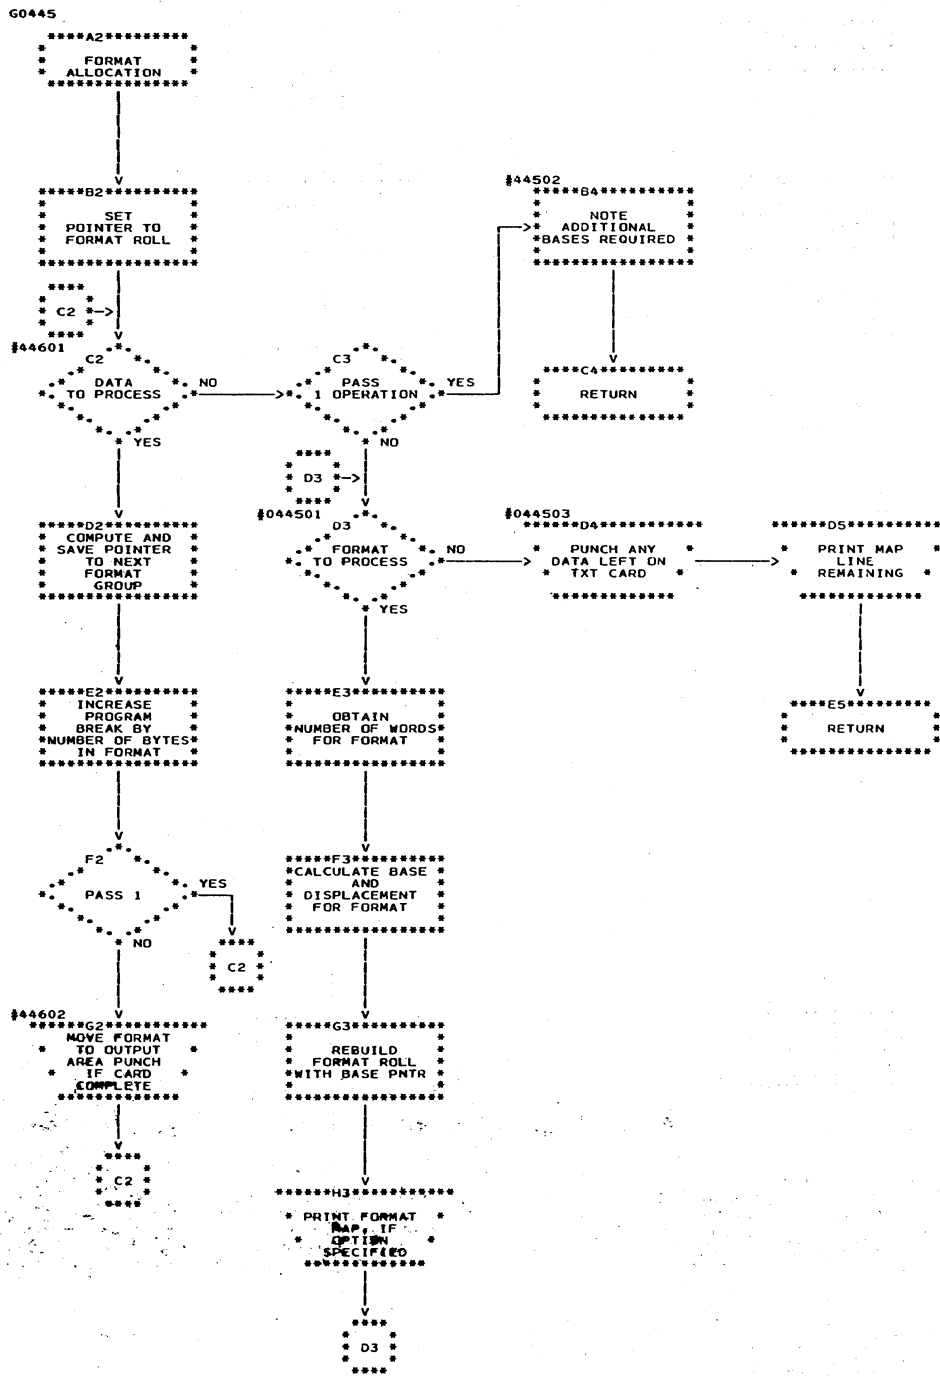 G0445
A2
FORMAT
ALLOCATION
B2
SET
POINTER TO
FORMAT ROLL
#44502
B4
NOTE
ADDITIONAL
BASES REQUIRED
C2
#44601
C2
DATA
TO PROCESS
NO
YES
C3
PASS
1 OPERATION
YES
NO
C4
RETURN
D3
D2
COMPUTE AND
SAVE POINTER
TO NEXT
FORMAT
GROUP
#044501
D3
FORMAT
TO PROCESS
NO
YES
#044503
D4
PUNCH ANY
DATA LEFT ON
TXT CARD
D5
PRINT MAP
LINE
REMAINING
E2
INCREASE
PROGRAM
BREAK BY
NUMBER OF BYTES
IN FORMAT
E3
OBTAIN
NUMBER OF WORDS
FOR FORMAT
E5
RETURN
F2
PASS 1
YES
NO
C2
F3
CALCULATE BASE
AND
DISPLACEMENT
FOR FORMAT
#44602
G2
MOVE FORMAT
TO OUTPUT
AREA PUNCH
IF CARD
COMPLETE
G3
REBUILD
FORMAT ROLL
WITH BASE PNTR
C2
H3
PRINT FORMAT
MAP, IF
OPTION
SPECIFIED
D3